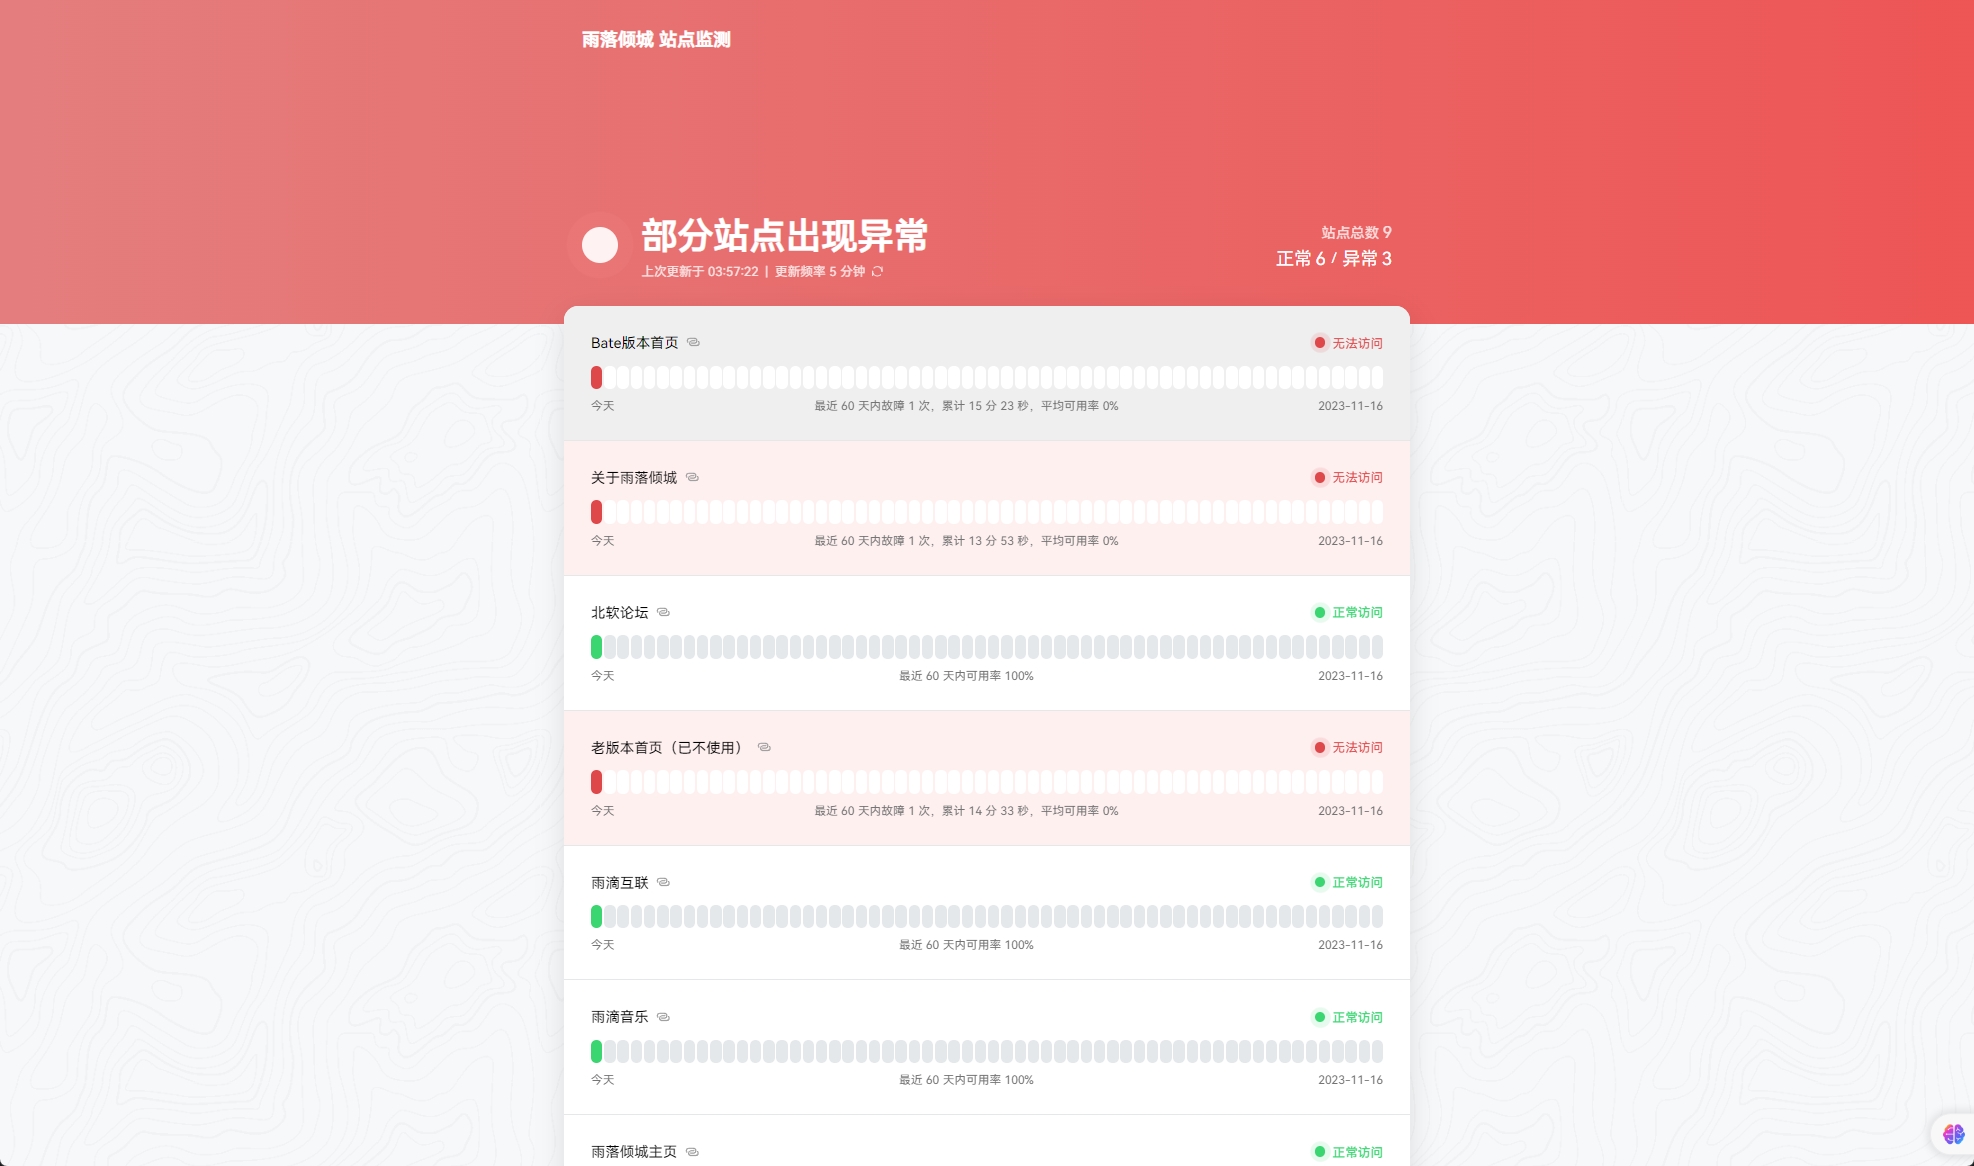 雨落倾城 站点监测
部分站点出现异常
上次更新于 03:57:22 | 更新频率 5 分钟
站点总数 9
正常 6 / 异常 3
Bate版本首页
无法访问
今天
最近 60 天内故障 1 次，累计 15 分 23 秒，平均可用率 0%
2023-11-16
关于雨落倾城
无法访问
今天
最近 60 天内故障 1 次，累计 13 分 53 秒，平均可用率 0%
2023-11-16
北软论坛
正常访问
今天
最近 60 天内可用率 100%
2023-11-16
老版本首页（已不使用）
无法访问
今天
最近 60 天内故障 1 次，累计 14 分 33 秒，平均可用率 0%
2023-11-16
雨滴互联
正常访问
今天
最近 60 天内可用率 100%
2023-11-16
雨滴音乐
正常访问
今天
最近 60 天内可用率 100%
2023-11-16
雨落倾城主页
正常访问